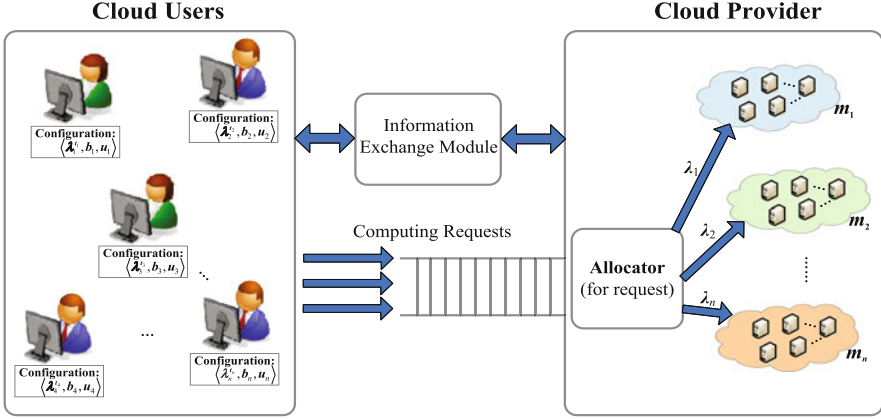 Cloud Users
Cloud Provider
Configuration:
⟨λ₁^{t₁}, b₁, u₁⟩
Configuration:
⟨λ₂^{t₂}, b₂, u₂⟩
Configuration:
⟨λ₃^{t₃}, b₃, u₃⟩
...
...
Configuration:
⟨λ₄^{t₄}, b₄, u₄⟩
Configuration:
⟨λₙ^{tₙ}, bₙ, uₙ⟩
Information
Exchange Module
Computing Requests
Allocator
(for request)
λ₁
λ₂
λₙ
m₁
m₂
......
mₙ